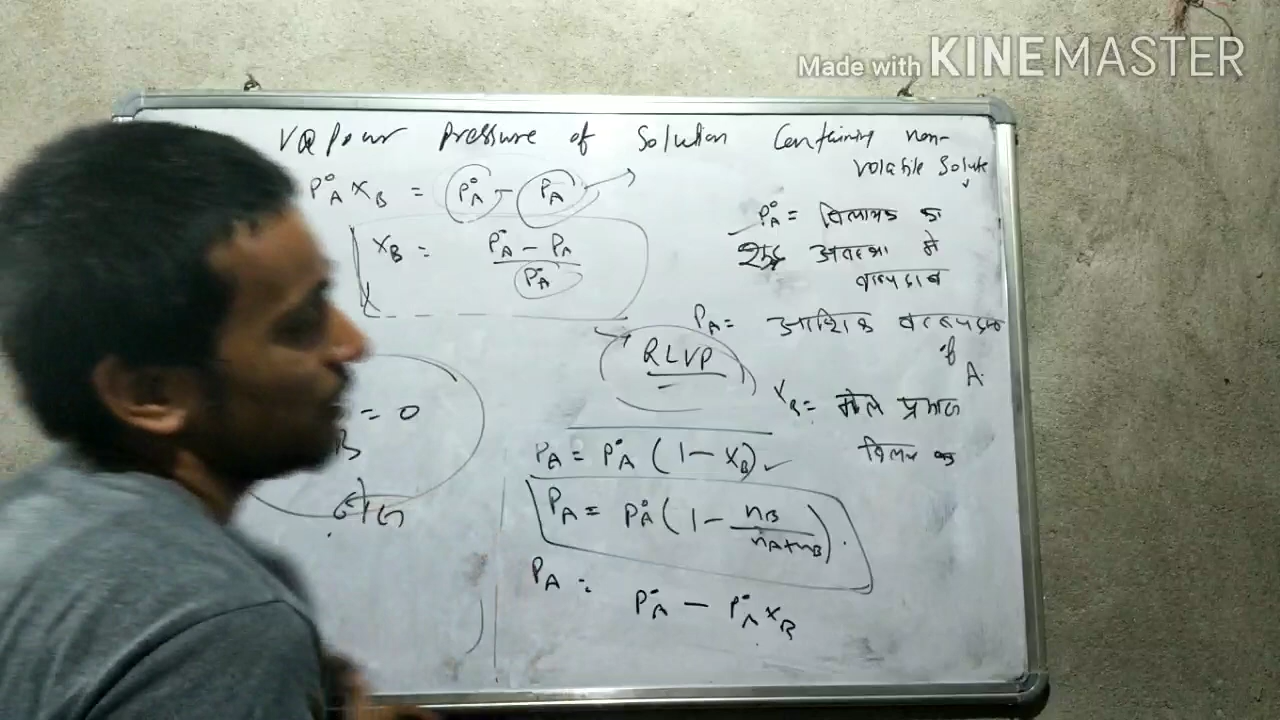 Made with KINEMASTER
Vapour Pressure of Solution Containing non-
volatile Solute
P°A XB = P°A - PA
XB = P°A - PA / P°A
P°A = विलायक का
शुद्ध अवस्था में
वाष्पदाब
PA = आंशिक वाष्पदाब
of
A
RLVP
XB = मोल प्रभाज
= 0
B
PA = P°A (1 - XB)
PA = P°A (1 - nB / nA+nB)
PA = P°A - P°A XB